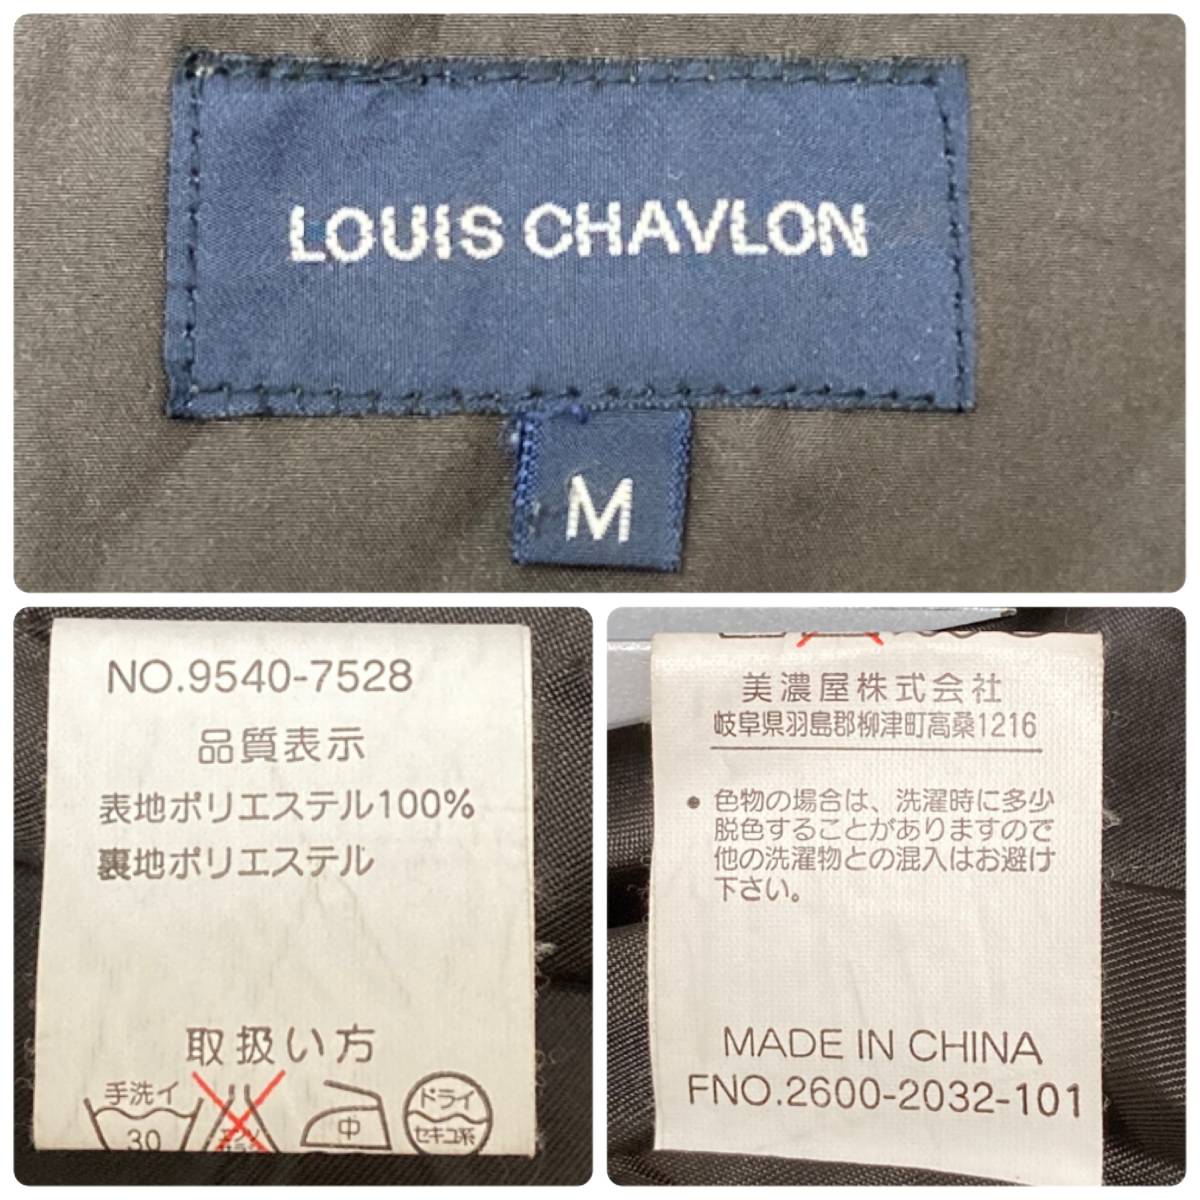 LOUIS CHAVLON
M
NO.9540-7528
品質表示
表地ポリエステル100%
裏地ポリエステル
取扱い方
手洗イ
30
中
ドライ
セキユ系
美濃屋株式会社
岐阜県羽島郡柳津町高桑1216
• 色物の場合は、洗濯時に多少
脱色することがありますので
他の洗濯物との混入はお避け
下さい。
MADE IN CHINA
FNO.2600-2032-101